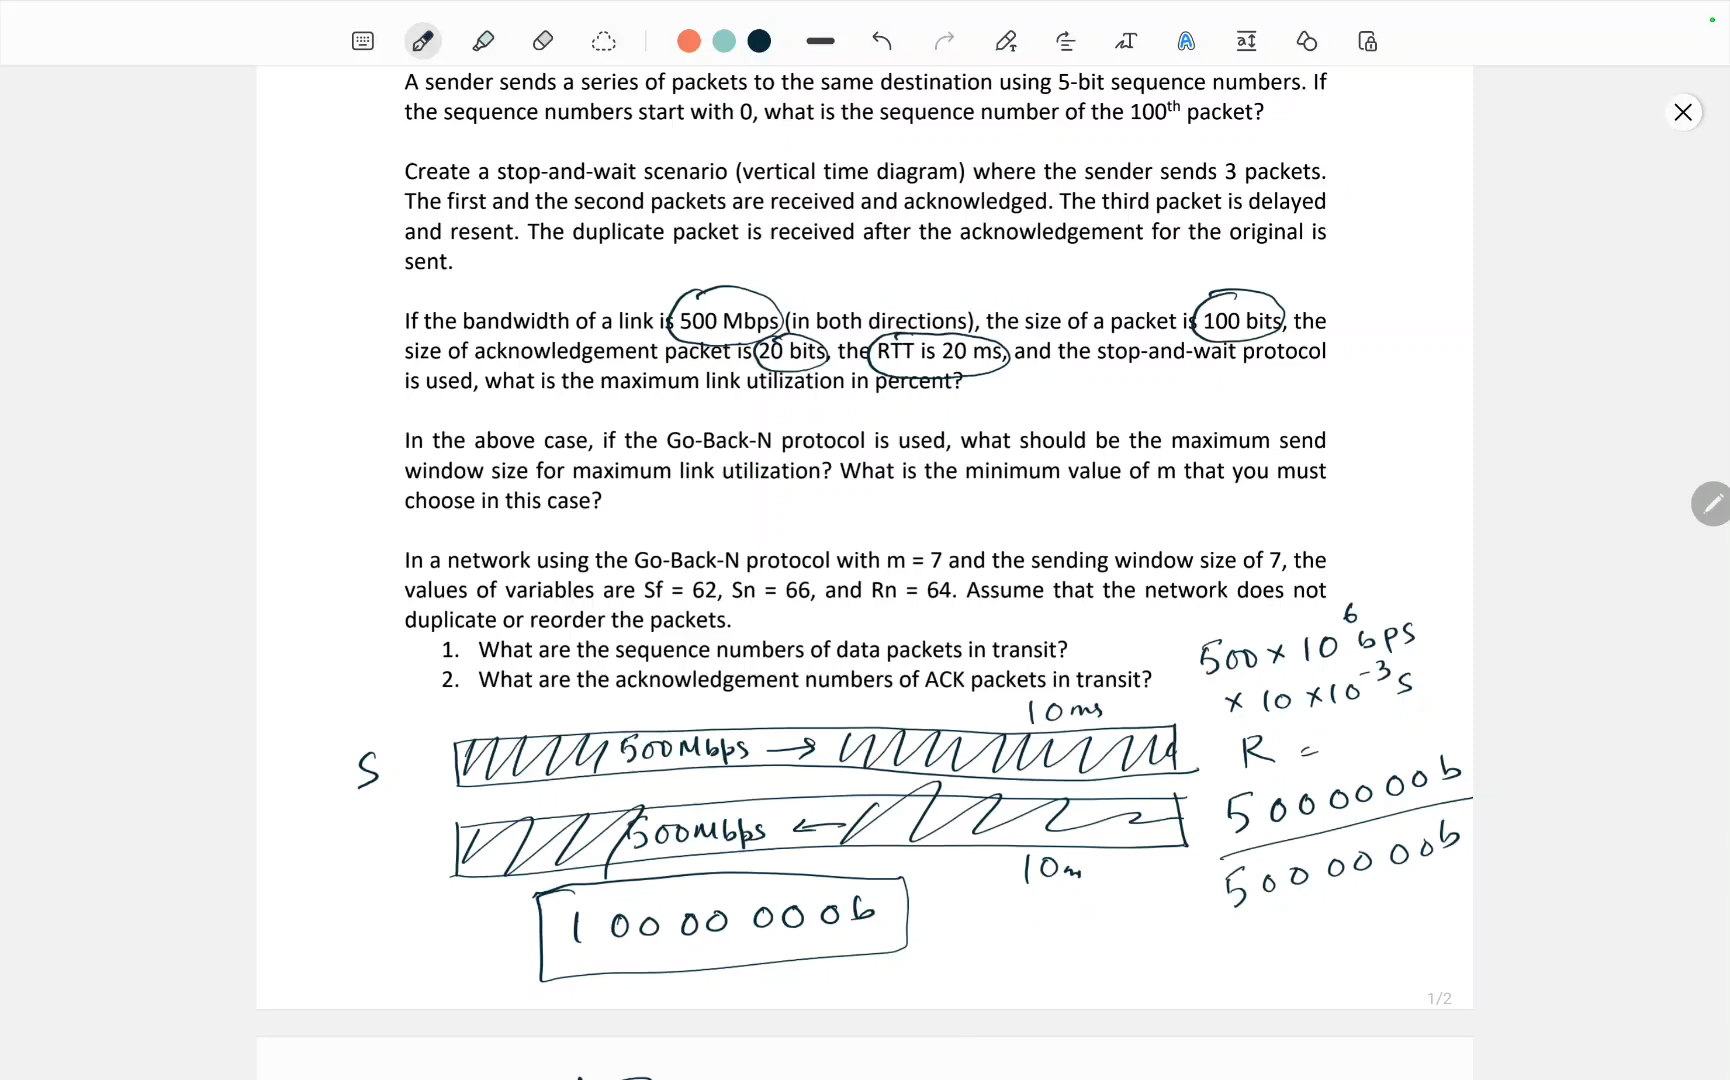 A sender sends a series of packets to the same destination using 5-bit sequence numbers. If
the sequence numbers start with 0, what is the sequence number of the 100th packet?
Create a stop-and-wait scenario (vertical time diagram) where the sender sends 3 packets.
The first and the second packets are received and acknowledged. The third packet is delayed
and resent. The duplicate packet is received after the acknowledgement for the original is
sent.
If the bandwidth of a link is 500 Mbps (in both directions), the size of a packet is 100 bits, the
size of acknowledgement packet is 20 bits, the RTT is 20 ms, and the stop-and-wait protocol
is used, what is the maximum link utilization in percent?
In the above case, if the Go-Back-N protocol is used, what should be the maximum send
window size for maximum link utilization? What is the minimum value of m that you must
choose in this case?
In a network using the Go-Back-N protocol with m = 7 and the sending window size of 7, the
values of variables are Sf = 62, Sn = 66, and Rn = 64. Assume that the network does not
duplicate or reorder the packets.
1. What are the sequence numbers of data packets in transit?
2. What are the acknowledgement numbers of ACK packets in transit?
500 × 10^6 bps
× 10 × 10^-3 s
10 ms
S 500Mbps → R =
5000000b
500Mbps ←
5000000b
10m
10000000b
1/2